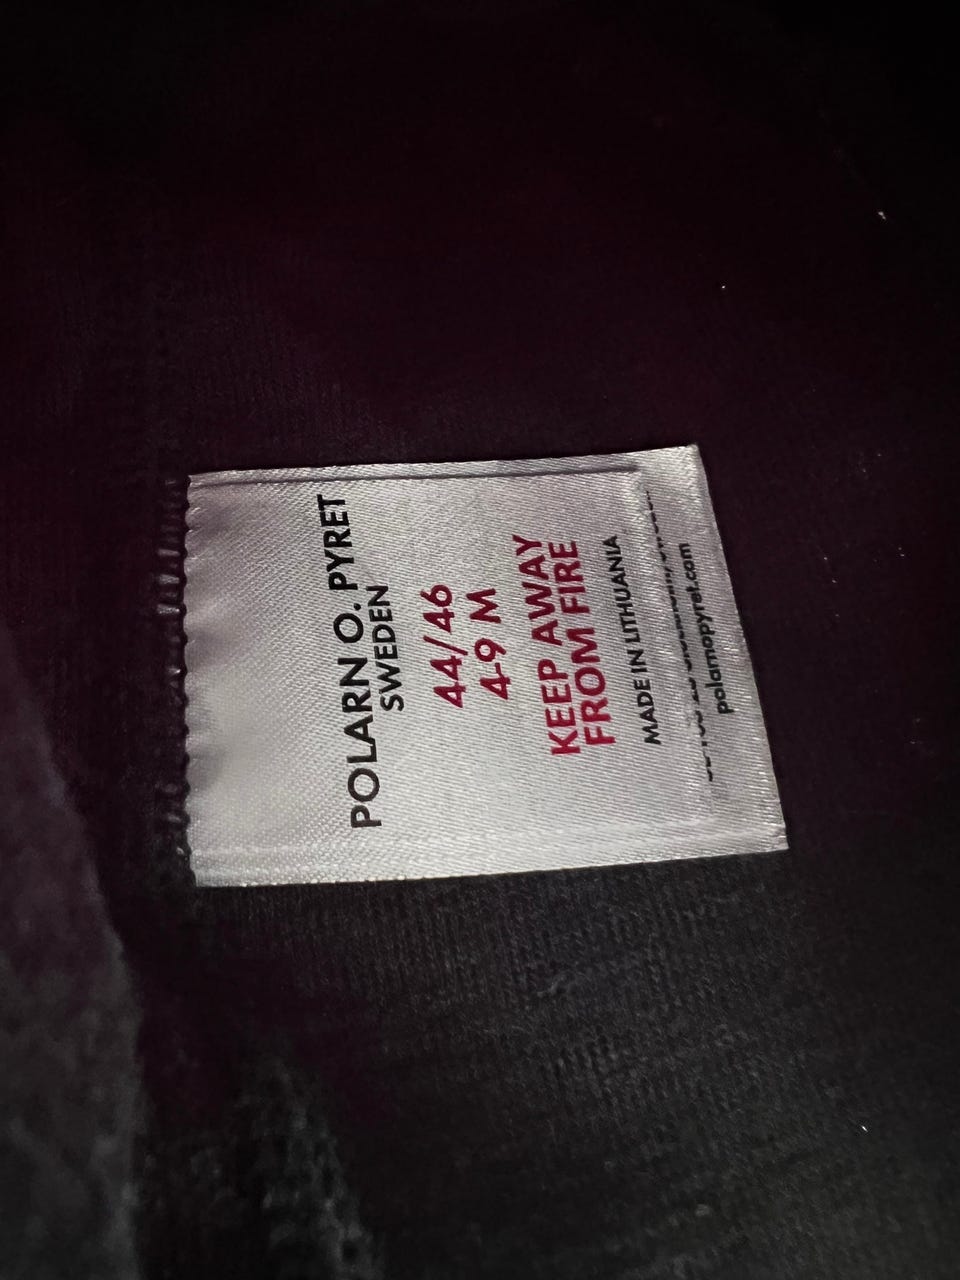 POLARN O. PYRET
SWEDEN
44/46
4-9 M
KEEP AWAY
FROM FIRE
MADE IN LITHUANIA
polarnopyret.com